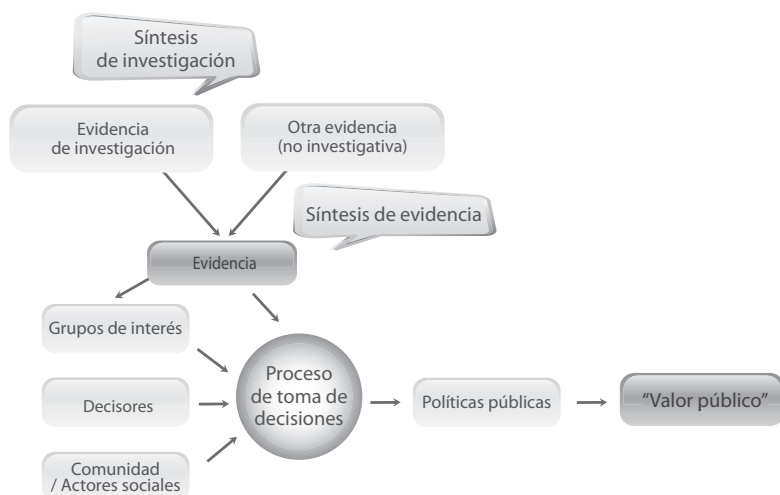 Síntesis
de investigación
Evidencia
de investigación
Otra evidencia
(no investigativa)
Síntesis de evidencia
Evidencia
Grupos de interés
Decisores
Comunidad
/ Actores sociales
Proceso
de toma de
decisiones
Políticas públicas
“Valor público”